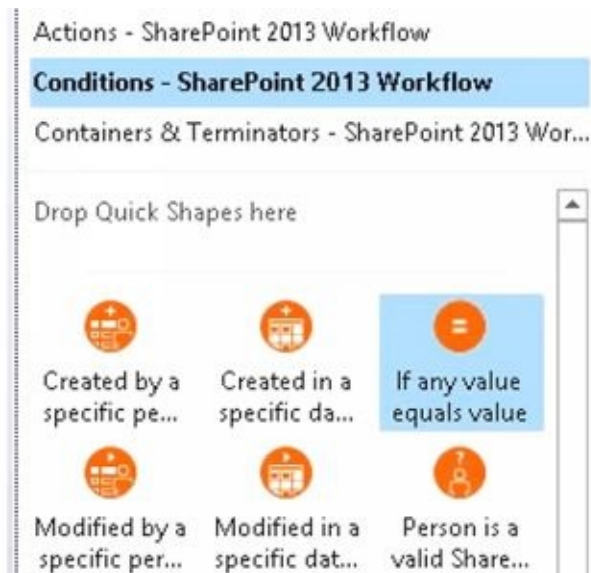 Actions - SharePoint 2013 Workflow
Conditions - SharePoint 2013 Workflow
Containers & Terminators - SharePoint 2013 Wor...
Drop Quick Shapes here
Created by a specific pe...
Created in a specific da...
If any value equals value
Modified by a specific per...
Modified in a specific dat...
Person is a valid Share...